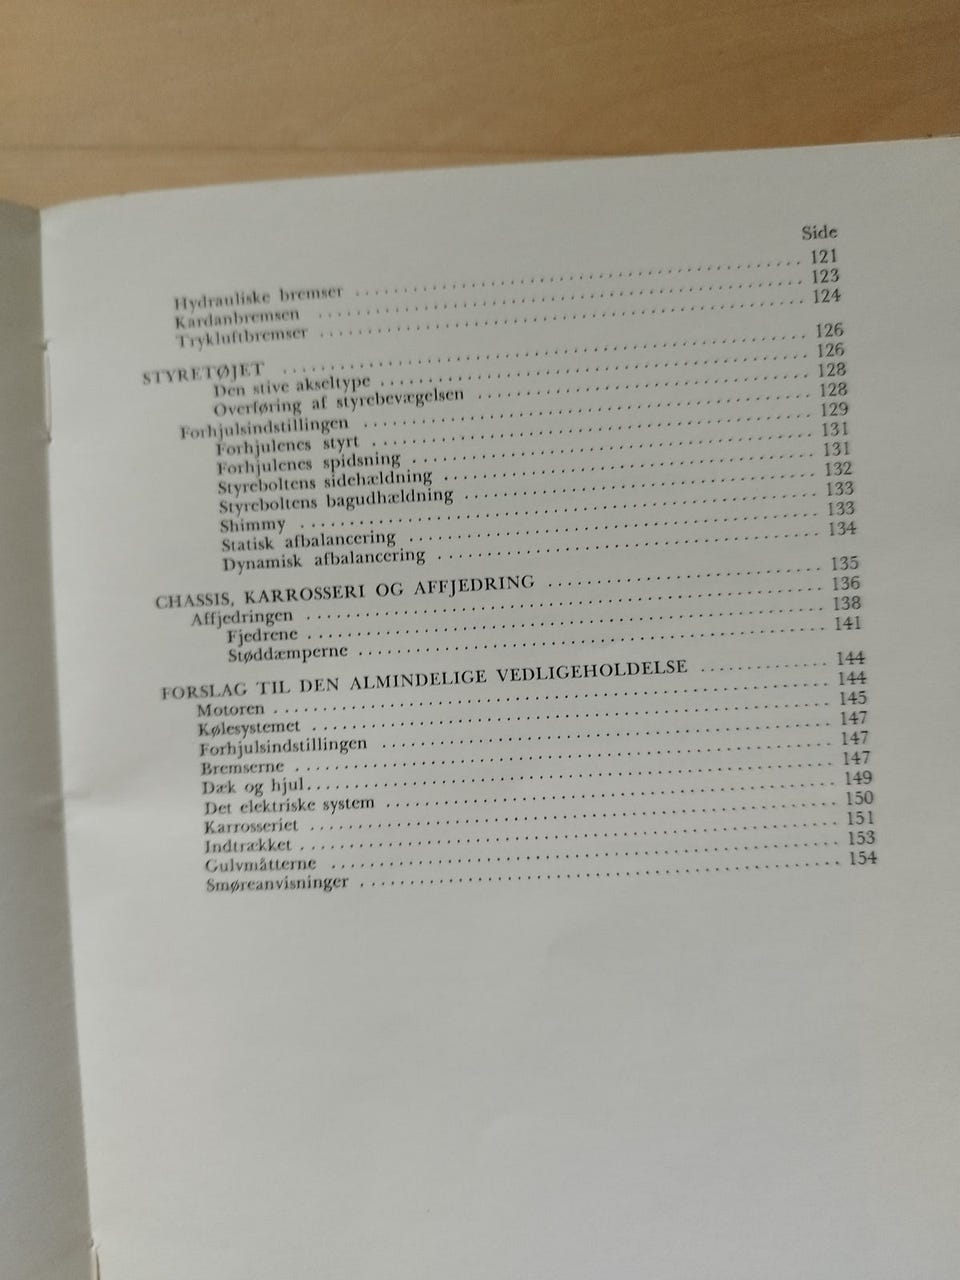 Side
Hydrauliske bremser .......... 121
Kardanbremsen .......... 123
Trykluftbremser .......... 124
STYRETØJET .......... 126
Den stive akseltype .......... 126
Overføring af styrebevægelsen .......... 128
Forhjulsindstillingen .......... 128
Forhjulenes styrt .......... 129
Forhjulenes spidsning .......... 131
Styreboltens sidehældning .......... 131
Styreboltens bagudhældning .......... 132
Shimmy .......... 133
Statisk afbalancering .......... 133
Dynamisk afbalancering .......... 134
CHASSIS, KARROSSERI OG AFFJEDRING .......... 135
Affjedringen .......... 136
Fjedrene .......... 138
Støddæmperne .......... 141
FORSLAG TIL DEN ALMINDELIGE VEDLIGEHOLDELSE .......... 144
Motoren .......... 144
Kølesystemet .......... 145
Forhjulsindstillingen .......... 147
Bremserne .......... 147
Dæk og hjul .......... 147
Det elektriske system .......... 149
Karrosseriet .......... 150
Indtrækket .......... 151
Gulvmåtterne .......... 153
Smøreanvisninger .......... 154